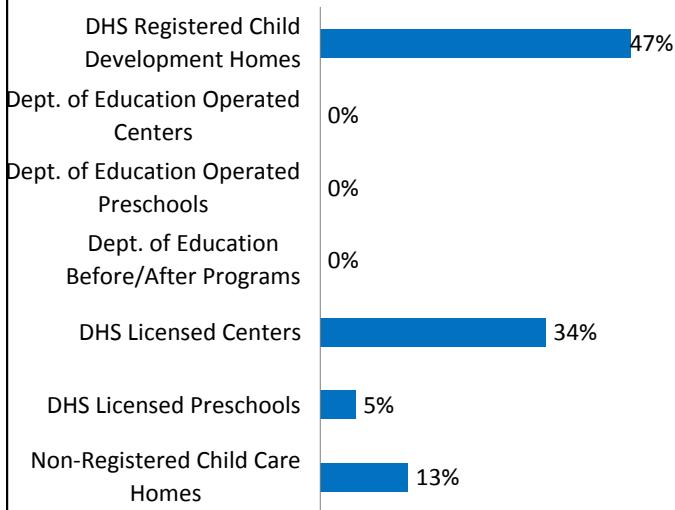 DHS Registered Child
Development Homes
47%
Dept. of Education Operated
Centers
0%
Dept. of Education Operated
Preschools
0%
Dept. of Education
Before/After Programs
0%
DHS Licensed Centers
34%
DHS Licensed Preschools
5%
Non-Registered Child Care
Homes
13%